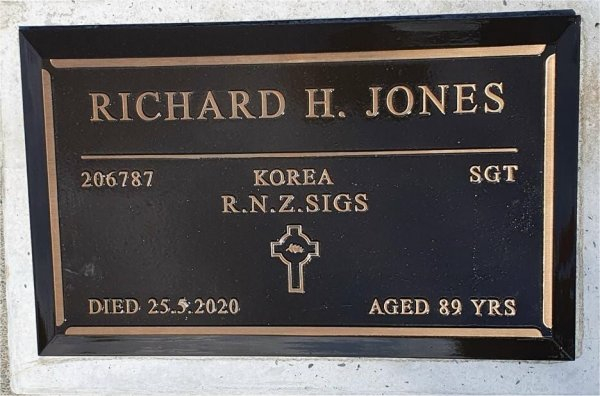 RICHARD H. JONES
206787 KOREA SGT
R.N.Z.SIGS
DIED 25.5.2020 AGED 89 YRS